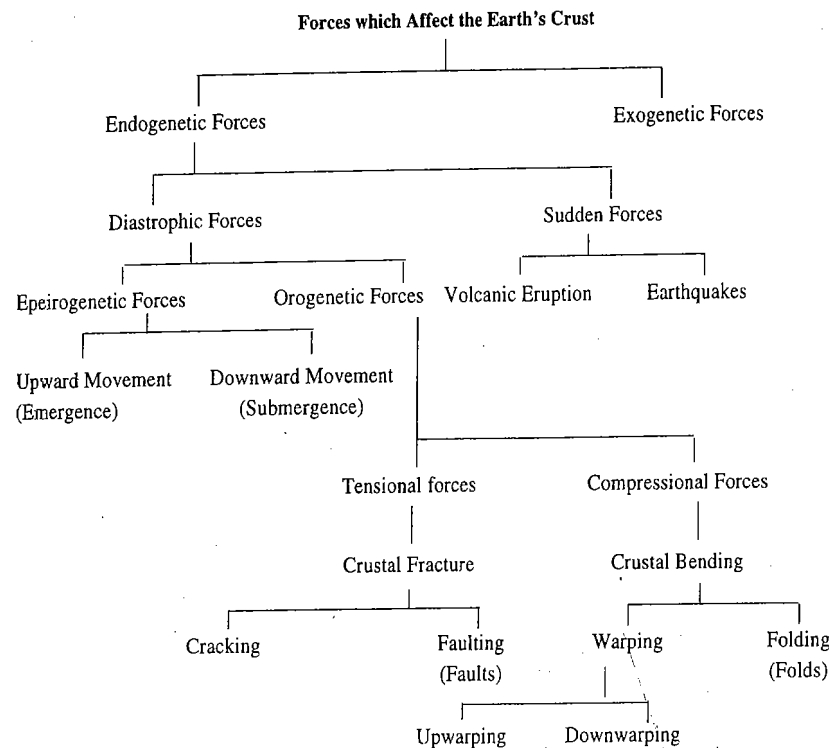 Forces which Affect the Earth's Crust
Endogenetic Forces
Exogenetic Forces
Diastrophic Forces
Sudden Forces
Epeirogenetic Forces
Orogenetic Forces
Volcanic Eruption
Earthquakes
Upward Movement
(Emergence)
Downward Movement
(Submergence)
Tensional forces
Compressional Forces
Crustal Fracture
Crustal Bending
Cracking
Faulting
(Faults)
Warping
Folding
(Folds)
Upwarping
Downwarping